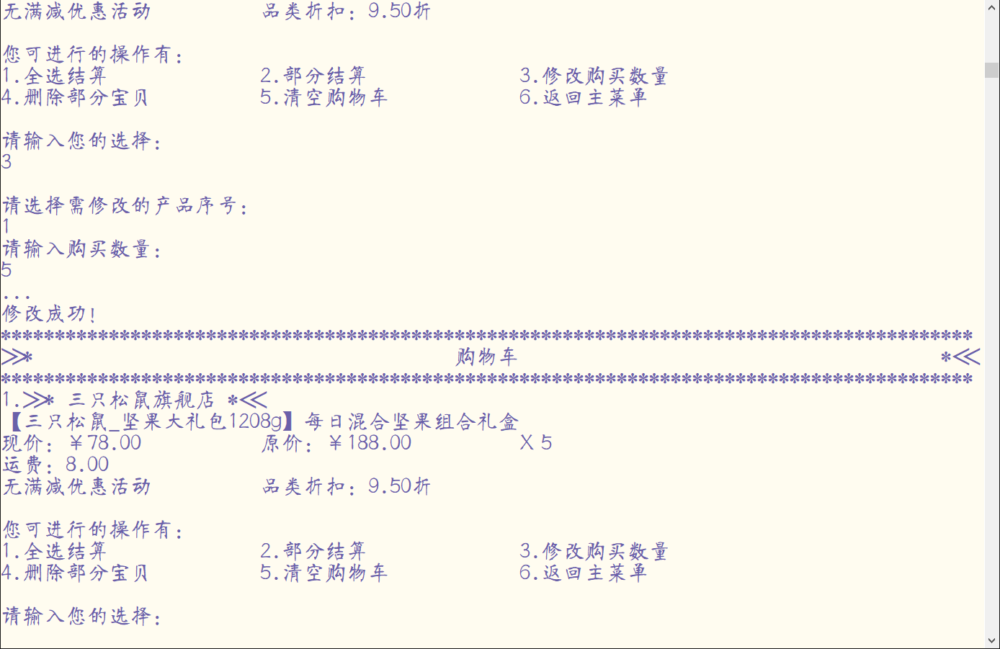 无满减优惠活动 品类折扣：9.50折
您可进行的操作有：
1.全选结算 2.部分结算 3.修改购买数量
4.删除部分宝贝 5.清空购物车 6.返回主菜单
请输入您的选择：
3
请选择需修改的产品序号：
1
请输入购买数量：
5
...
修改成功！
******************************************************************************************
>>* 购物车 *<<
******************************************************************************************
1.>>* 三只松鼠旗舰店 *<<
【三只松鼠_坚果大礼包1208g】每日混合坚果组合礼盒
现价：￥78.00 原价：￥188.00 X 5
运费：8.00
无满减优惠活动 品类折扣：9.50折
您可进行的操作有：
1.全选结算 2.部分结算 3.修改购买数量
4.删除部分宝贝 5.清空购物车 6.返回主菜单
请输入您的选择：